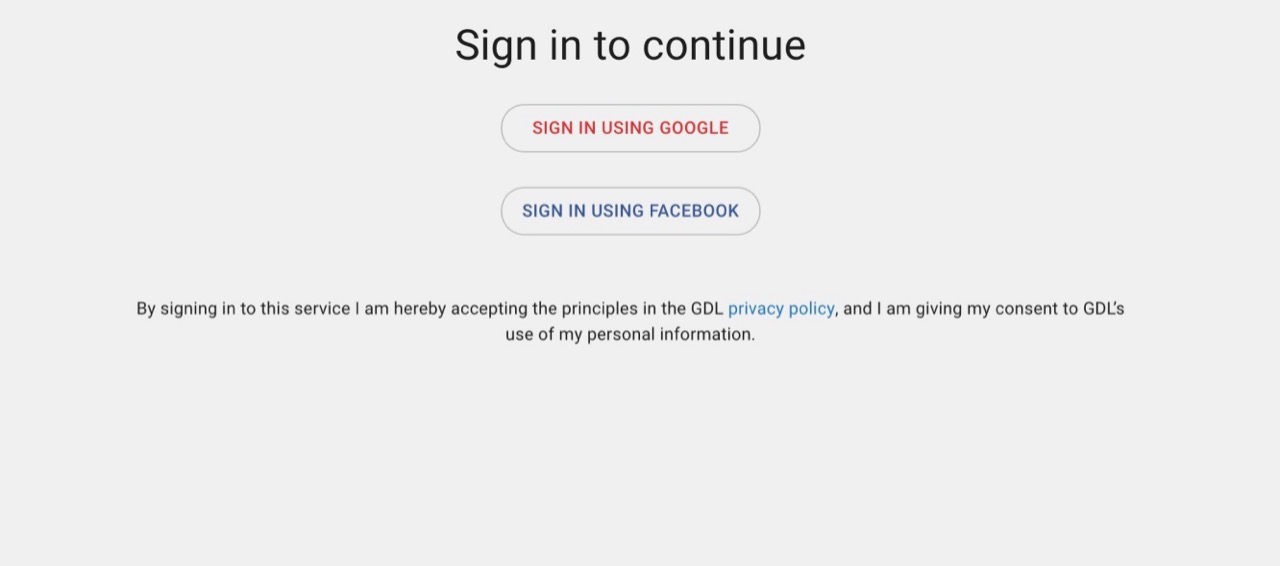 Sign in to continue
SIGN IN USING GOOGLE
SIGN IN USING FACEBOOK
By signing in to this service I am hereby accepting the principles in the GDL privacy policy, and I am giving my consent to GDL's
use of my personal information.